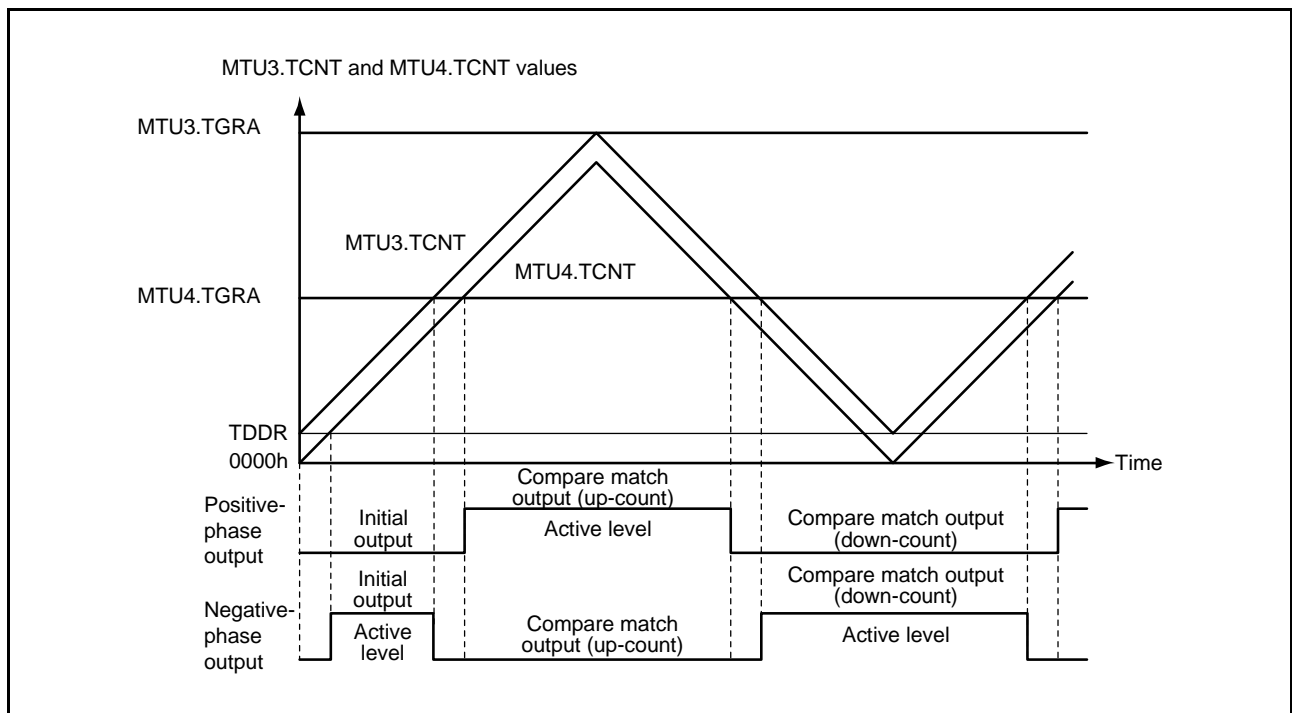 MTU3.TCNT and MTU4.TCNT values
MTU3.TGRA
MTU3.TCNT
MTU4.TCNT
MTU4.TGRA
TDDR
0000h
Time
Positive-
phase
output
Initial
output
Compare match
output (up-count)
Active level
Compare match output
(down-count)
Negative-
phase
output
Initial
output
Active
level
Compare match
output (up-count)
Compare match output
(down-count)
Active level